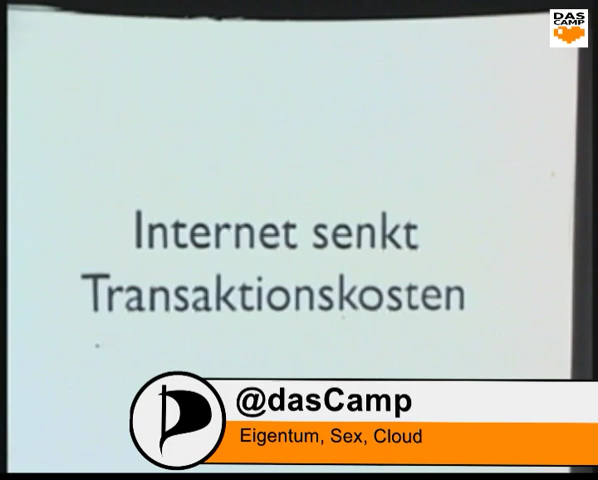 DAS
CAMP
Internet senkt
Transaktionskosten
@dasCamp
Eigentum, Sex, Cloud